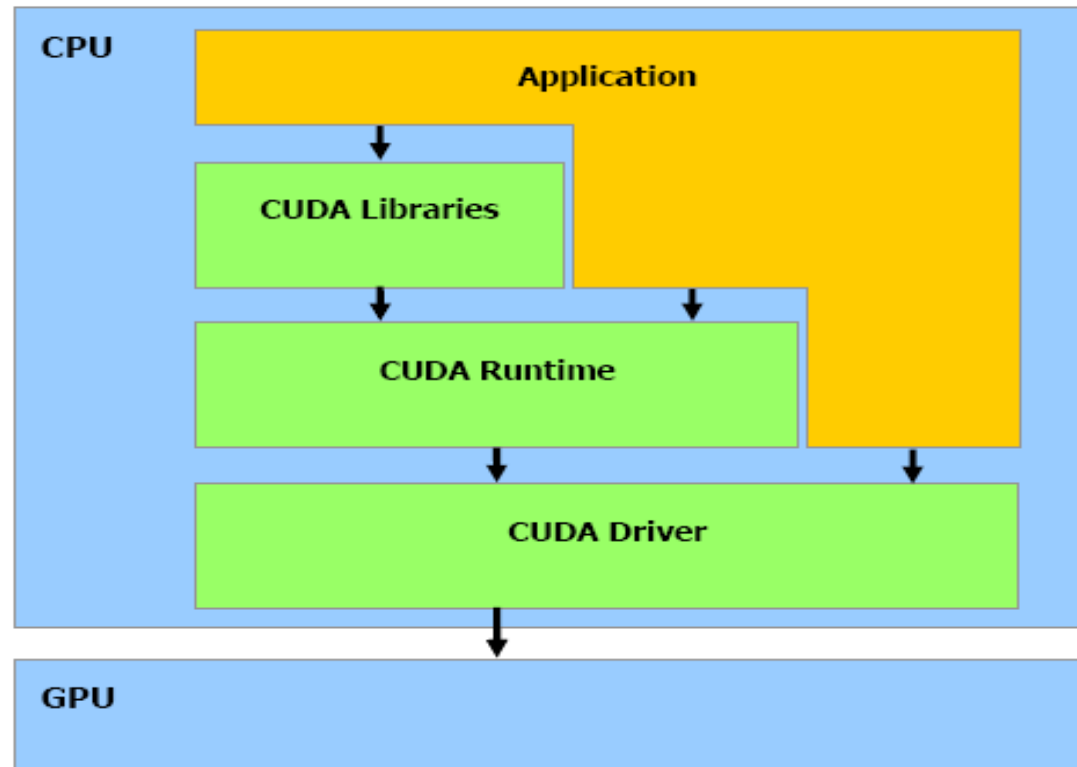 CPU
Application
CUDA Libraries
CUDA Runtime
CUDA Driver
GPU